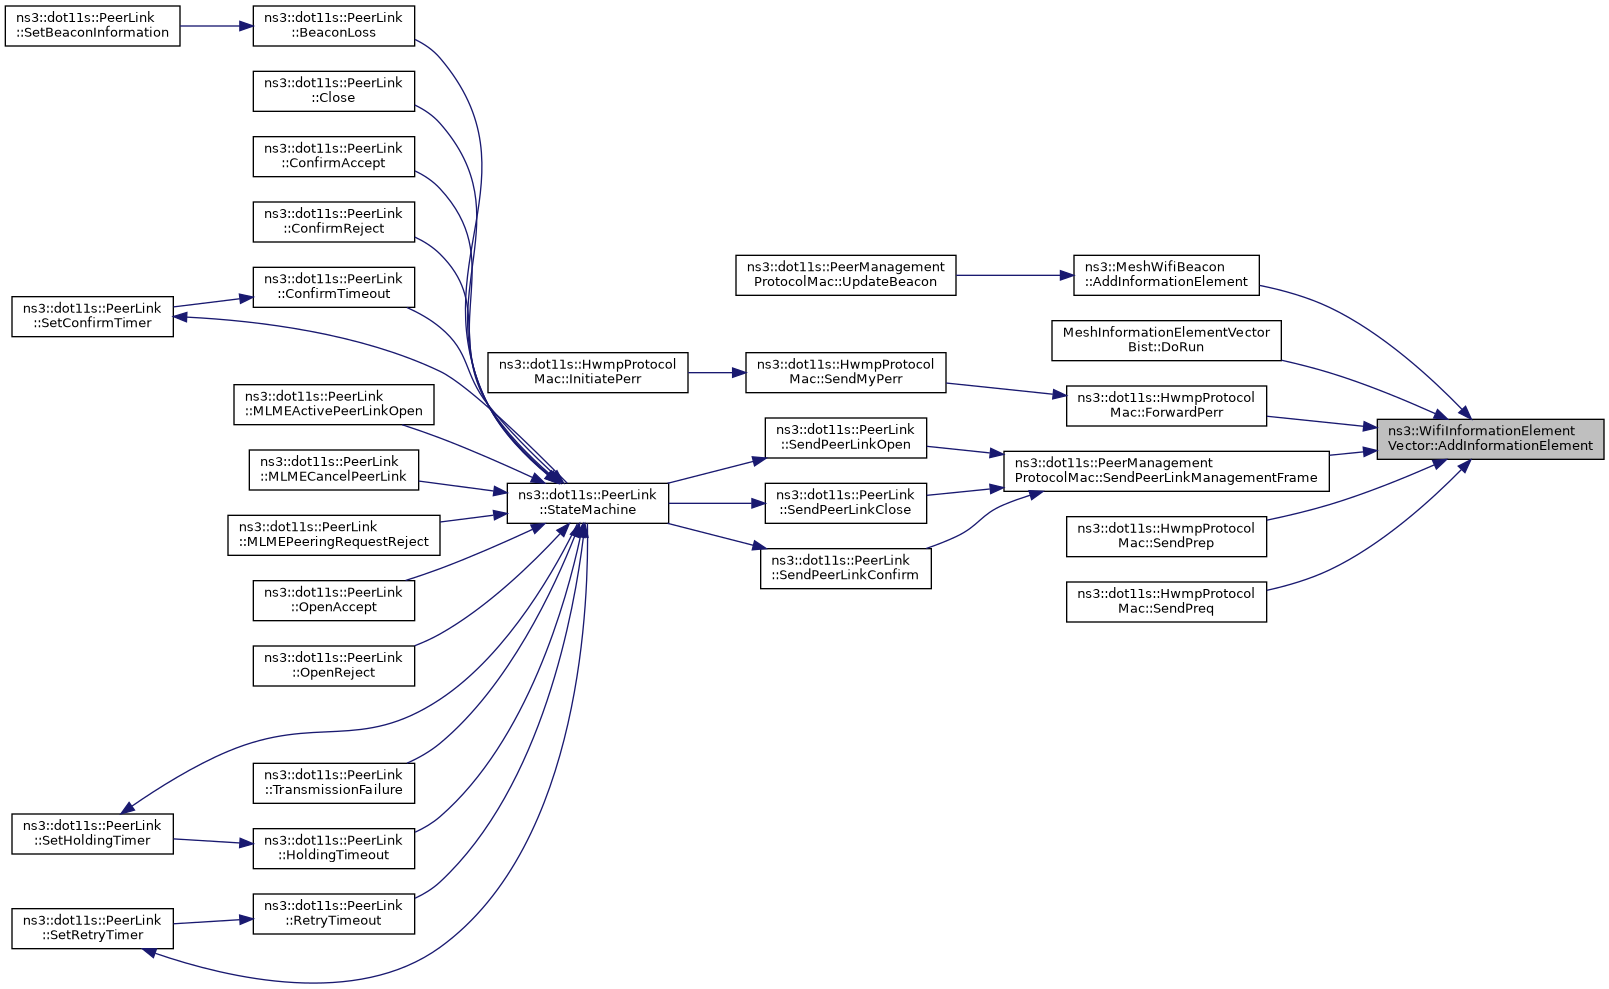 ns3::dot11s::PeerLink
::SetBeaconInformation
ns3::dot11s::PeerLink
::BeaconLoss
ns3::dot11s::PeerLink
::Close
ns3::dot11s::PeerLink
::ConfirmAccept
ns3::dot11s::PeerLink
::ConfirmReject
ns3::dot11s::PeerLink
::ConfirmTimeout
ns3::dot11s::PeerLink
::SetConfirmTimer
ns3::dot11s::PeerLink
::MLMEActivePeerLinkOpen
ns3::dot11s::PeerLink
::MLMECancelPeerLink
ns3::dot11s::PeerLink
::MLMEPeeringRequestReject
ns3::dot11s::PeerLink
::OpenAccept
ns3::dot11s::PeerLink
::OpenReject
ns3::dot11s::PeerLink
::TransmissionFailure
ns3::dot11s::PeerLink
::SetHoldingTimer
ns3::dot11s::PeerLink
::HoldingTimeout
ns3::dot11s::PeerLink
::RetryTimeout
ns3::dot11s::PeerLink
::SetRetryTimer
ns3::dot11s::PeerLink
::StateMachine
ns3::dot11s::HwmpProtocol
Mac::InitiatePerr
ns3::dot11s::PeerManagement
ProtocolMac::UpdateBeacon
ns3::dot11s::HwmpProtocol
Mac::SendMyPerr
ns3::dot11s::PeerLink
::SendPeerLinkOpen
ns3::dot11s::PeerLink
::SendPeerLinkClose
ns3::dot11s::PeerLink
::SendPeerLinkConfirm
ns3::MeshWifiBeacon
::AddInformationElement
MeshInformationElementVector
Bist::DoRun
ns3::dot11s::HwmpProtocol
Mac::ForwardPerr
ns3::dot11s::PeerManagement
ProtocolMac::SendPeerLinkManagementFrame
ns3::dot11s::HwmpProtocol
Mac::SendPrep
ns3::dot11s::HwmpProtocol
Mac::SendPreq
ns3::WifiInformationElement
Vector::AddInformationElement